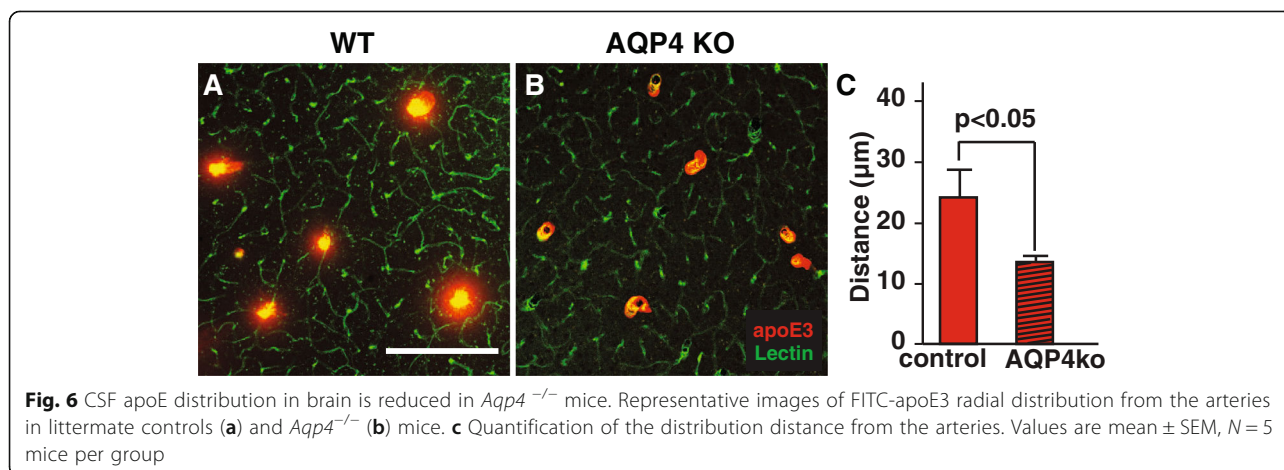 WT
AQP4 KO
A
B
apoE3
Lectin
C
40
30
20
10
0
Distance (µm)
p<0.05
control
AQP4ko
Fig. 6 CSF apoE distribution in brain is reduced in Aqp4 −/− mice. Representative images of FITC-apoE3 radial distribution from the arteries
in littermate controls (a) and Aqp4−/− (b) mice. c Quantification of the distribution distance from the arteries. Values are mean ± SEM, N = 5
mice per group